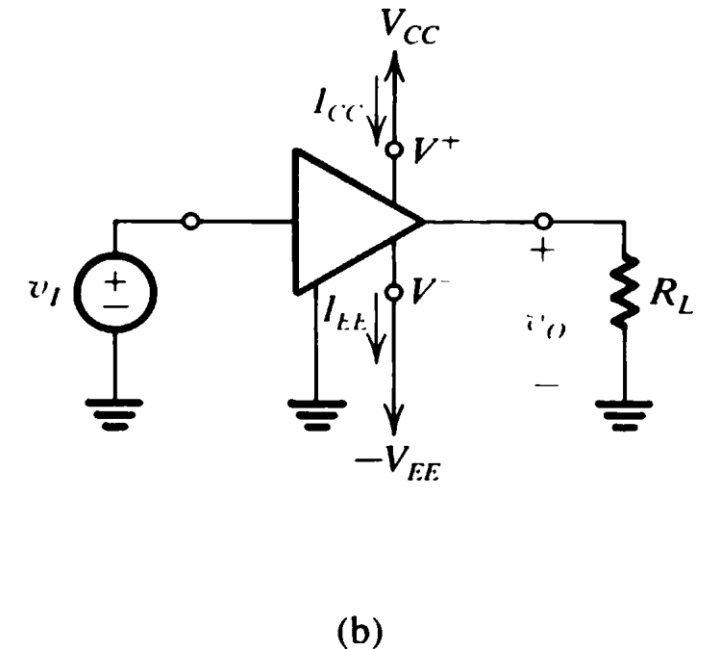 V_CC
I_CC
V⁺
+
−
v_I
I_EE
V⁻
+
v_O
−
R_L
−V_EE
(b)